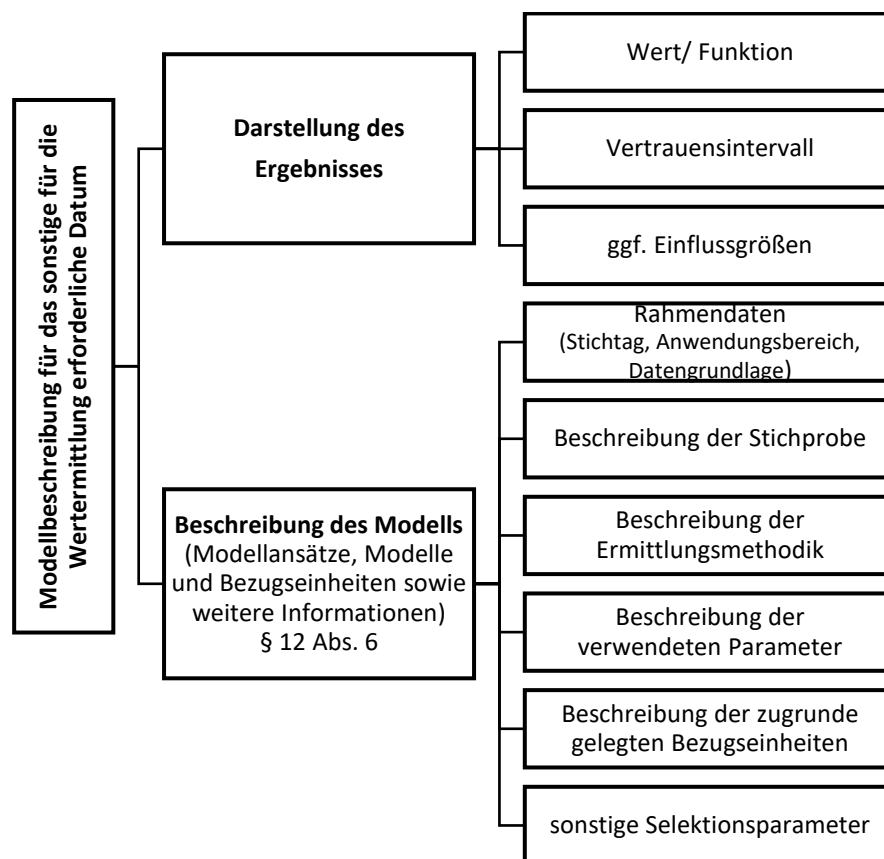 Modellbeschreibung für das sonstige für die
Wertermittlung erforderliche Datum
Darstellung des
Ergebnisses
Wert/ Funktion
Vertrauensintervall
ggf. Einflussgrößen
Beschreibung des Modells
(Modellansätze, Modelle
und Bezugseinheiten sowie
weitere Informationen)
§ 12 Abs. 6
Rahmendaten
(Stichtag, Anwendungsbereich,
Datengrundlage)
Beschreibung der Stichprobe
Beschreibung der
Ermittlungsmethodik
Beschreibung der
verwendeten Parameter
Beschreibung der zugrunde
gelegten Bezugseinheiten
sonstige Selektionsparameter